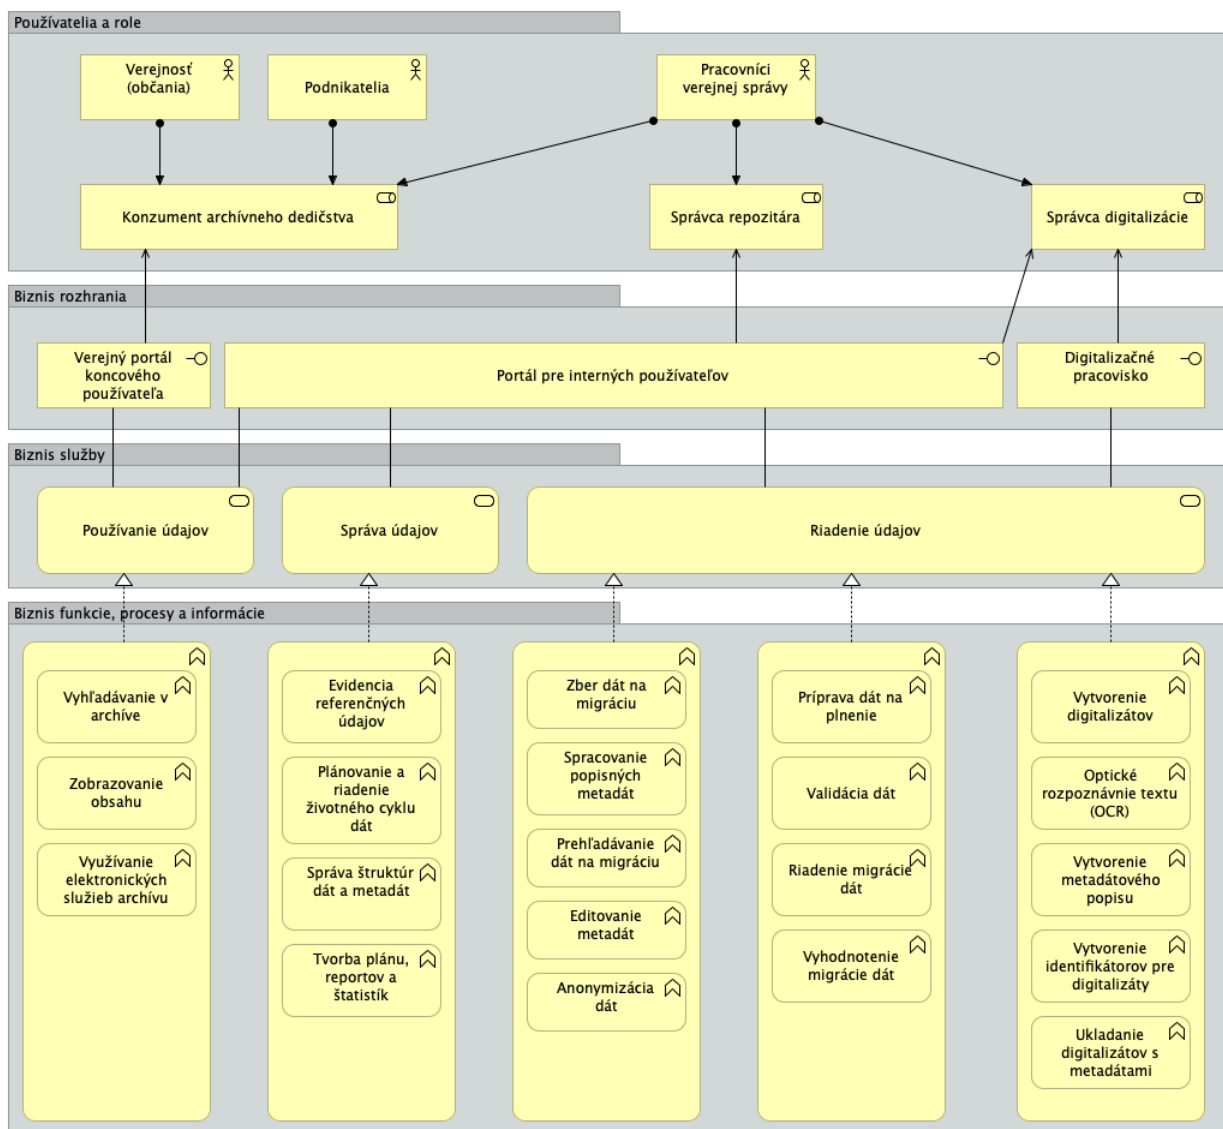 Používatelia a role
Verejnosť
(občania)
Podnikatelia
Pracovníci
verejnej správy
Konzument archívneho dedičstva
Správca repozitára
Správca digitalizácie
Biznis rozhrania
Verejný portál
koncového
používateľa
Portál pre interných používateľov
Digitalizačné
pracovisko
Biznis služby
Používanie údajov
Správa údajov
Riadenie údajov
Biznis funkcie, procesy a informácie
Vyhľadávanie v
archíve
Zobrazovanie
obsahu
Využívanie
elektronických
služieb archívu
Evidencia
referenčných
údajov
Plánovanie a
riadenie
životného cyklu
dát
Správa štruktúr
dát a metadát
Tvorba plánu,
reportov a
štatistík
Zber dát na
migráciu
Spracovanie
popisných
metadát
Prehľadávanie
dát na migráciu
Editovanie
metadát
Anonymizácia
dát
Príprava dát na
plnenie
Validácia dát
Riadenie migrácie
dát
Vyhodnotenie
migrácie dát
Vytvorenie
digitalizátov
Optické
rozpoznávnie textu
(OCR)
Vytvorenie
metadátového
popisu
Vytvorenie
identifikátorov pre
digitalizáty
Ukladanie
digitalizátov s
metadátami